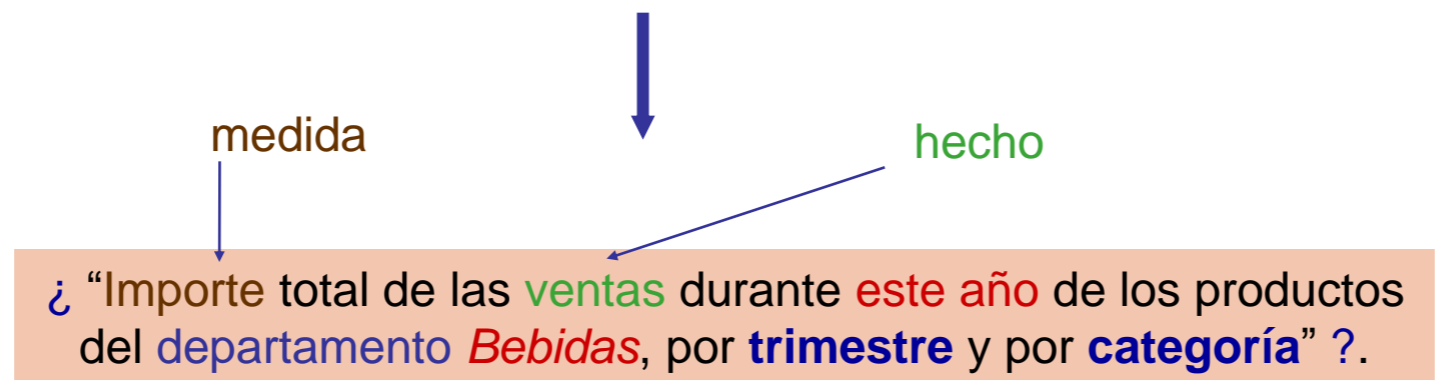 medida
hecho
¿ “Importe total de las ventas durante este año de los productos
del departamento Bebidas, por trimestre y por categoría” ?.